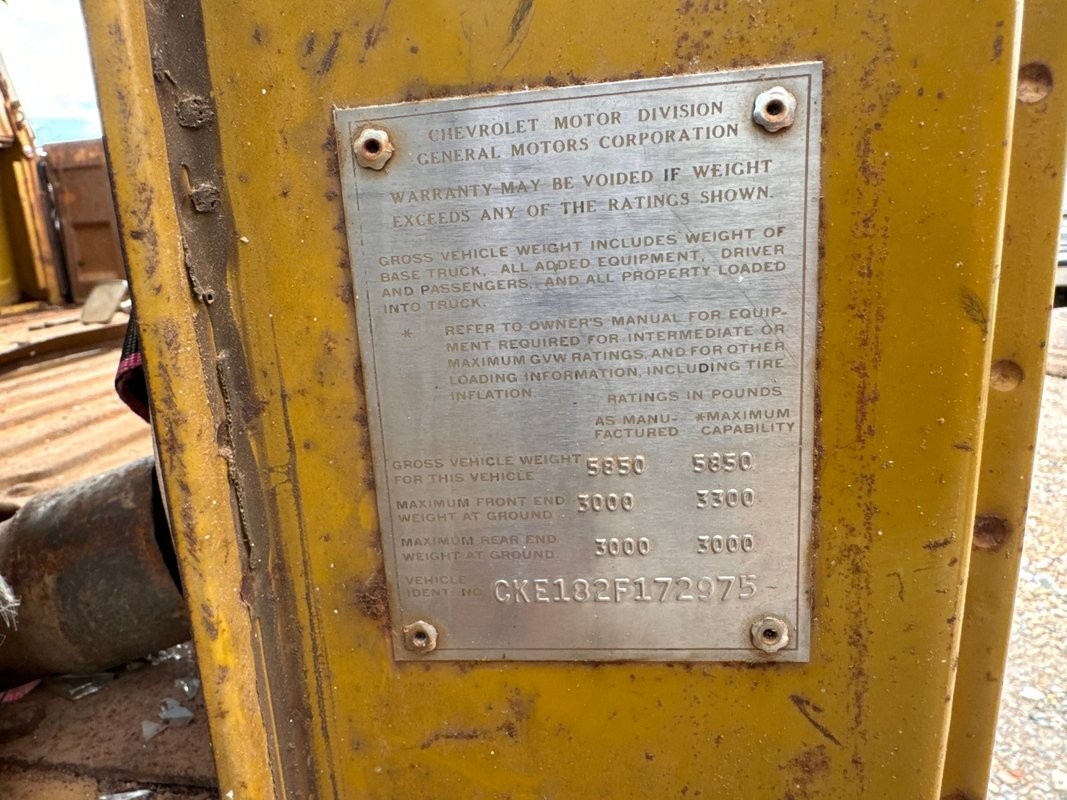 CHEVROLET MOTOR DIVISION
GENERAL MOTORS CORPORATION
WARRANTY MAY BE VOIDED IF WEIGHT
EXCEEDS ANY OF THE RATINGS SHOWN.
GROSS VEHICLE WEIGHT INCLUDES WEIGHT OF
BASE TRUCK, ALL ADDED EQUIPMENT, DRIVER
AND PASSENGERS, AND ALL PROPERTY LOADED
INTO TRUCK.
* REFER TO OWNER'S MANUAL FOR EQUIP-
MENT REQUIRED FOR INTERMEDIATE OR
MAXIMUM GVW RATINGS, AND FOR OTHER
LOADING INFORMATION, INCLUDING TIRE
INFLATION.
RATINGS IN POUNDS
AS MANU- *MAXIMUM
FACTURED CAPABILITY
GROSS VEHICLE WEIGHT 5850 5850
FOR THIS VEHICLE
MAXIMUM FRONT END 3000 3300
WEIGHT AT GROUND
MAXIMUM REAR END 3000 3000
WEIGHT AT GROUND
VEHICLE
IDENT NO CKE182F172975